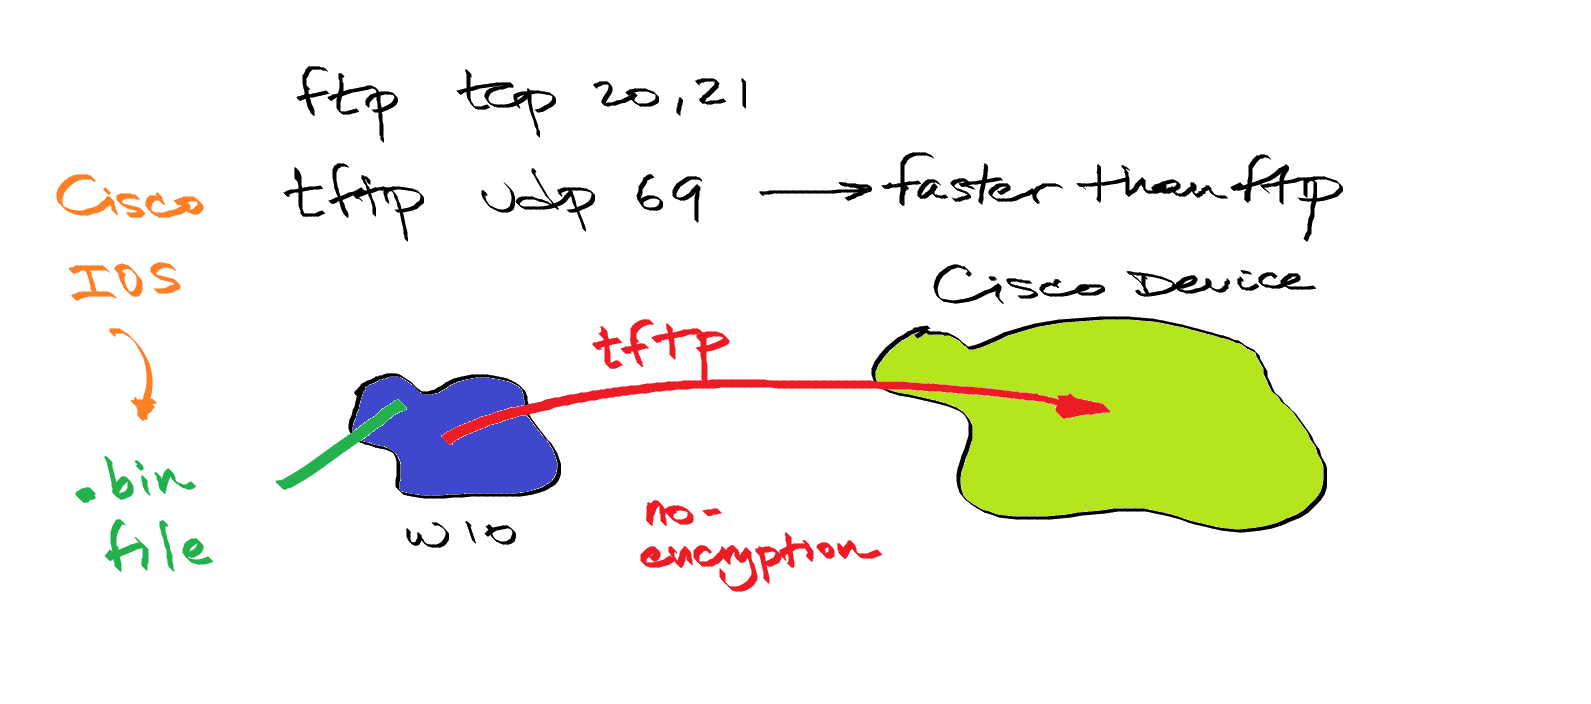 ftp tcp 20,21
tftp udp 69 → faster than ftp
Cisco
IOS
Cisco Device
tftp
.bin
file
W10
no-
encryption